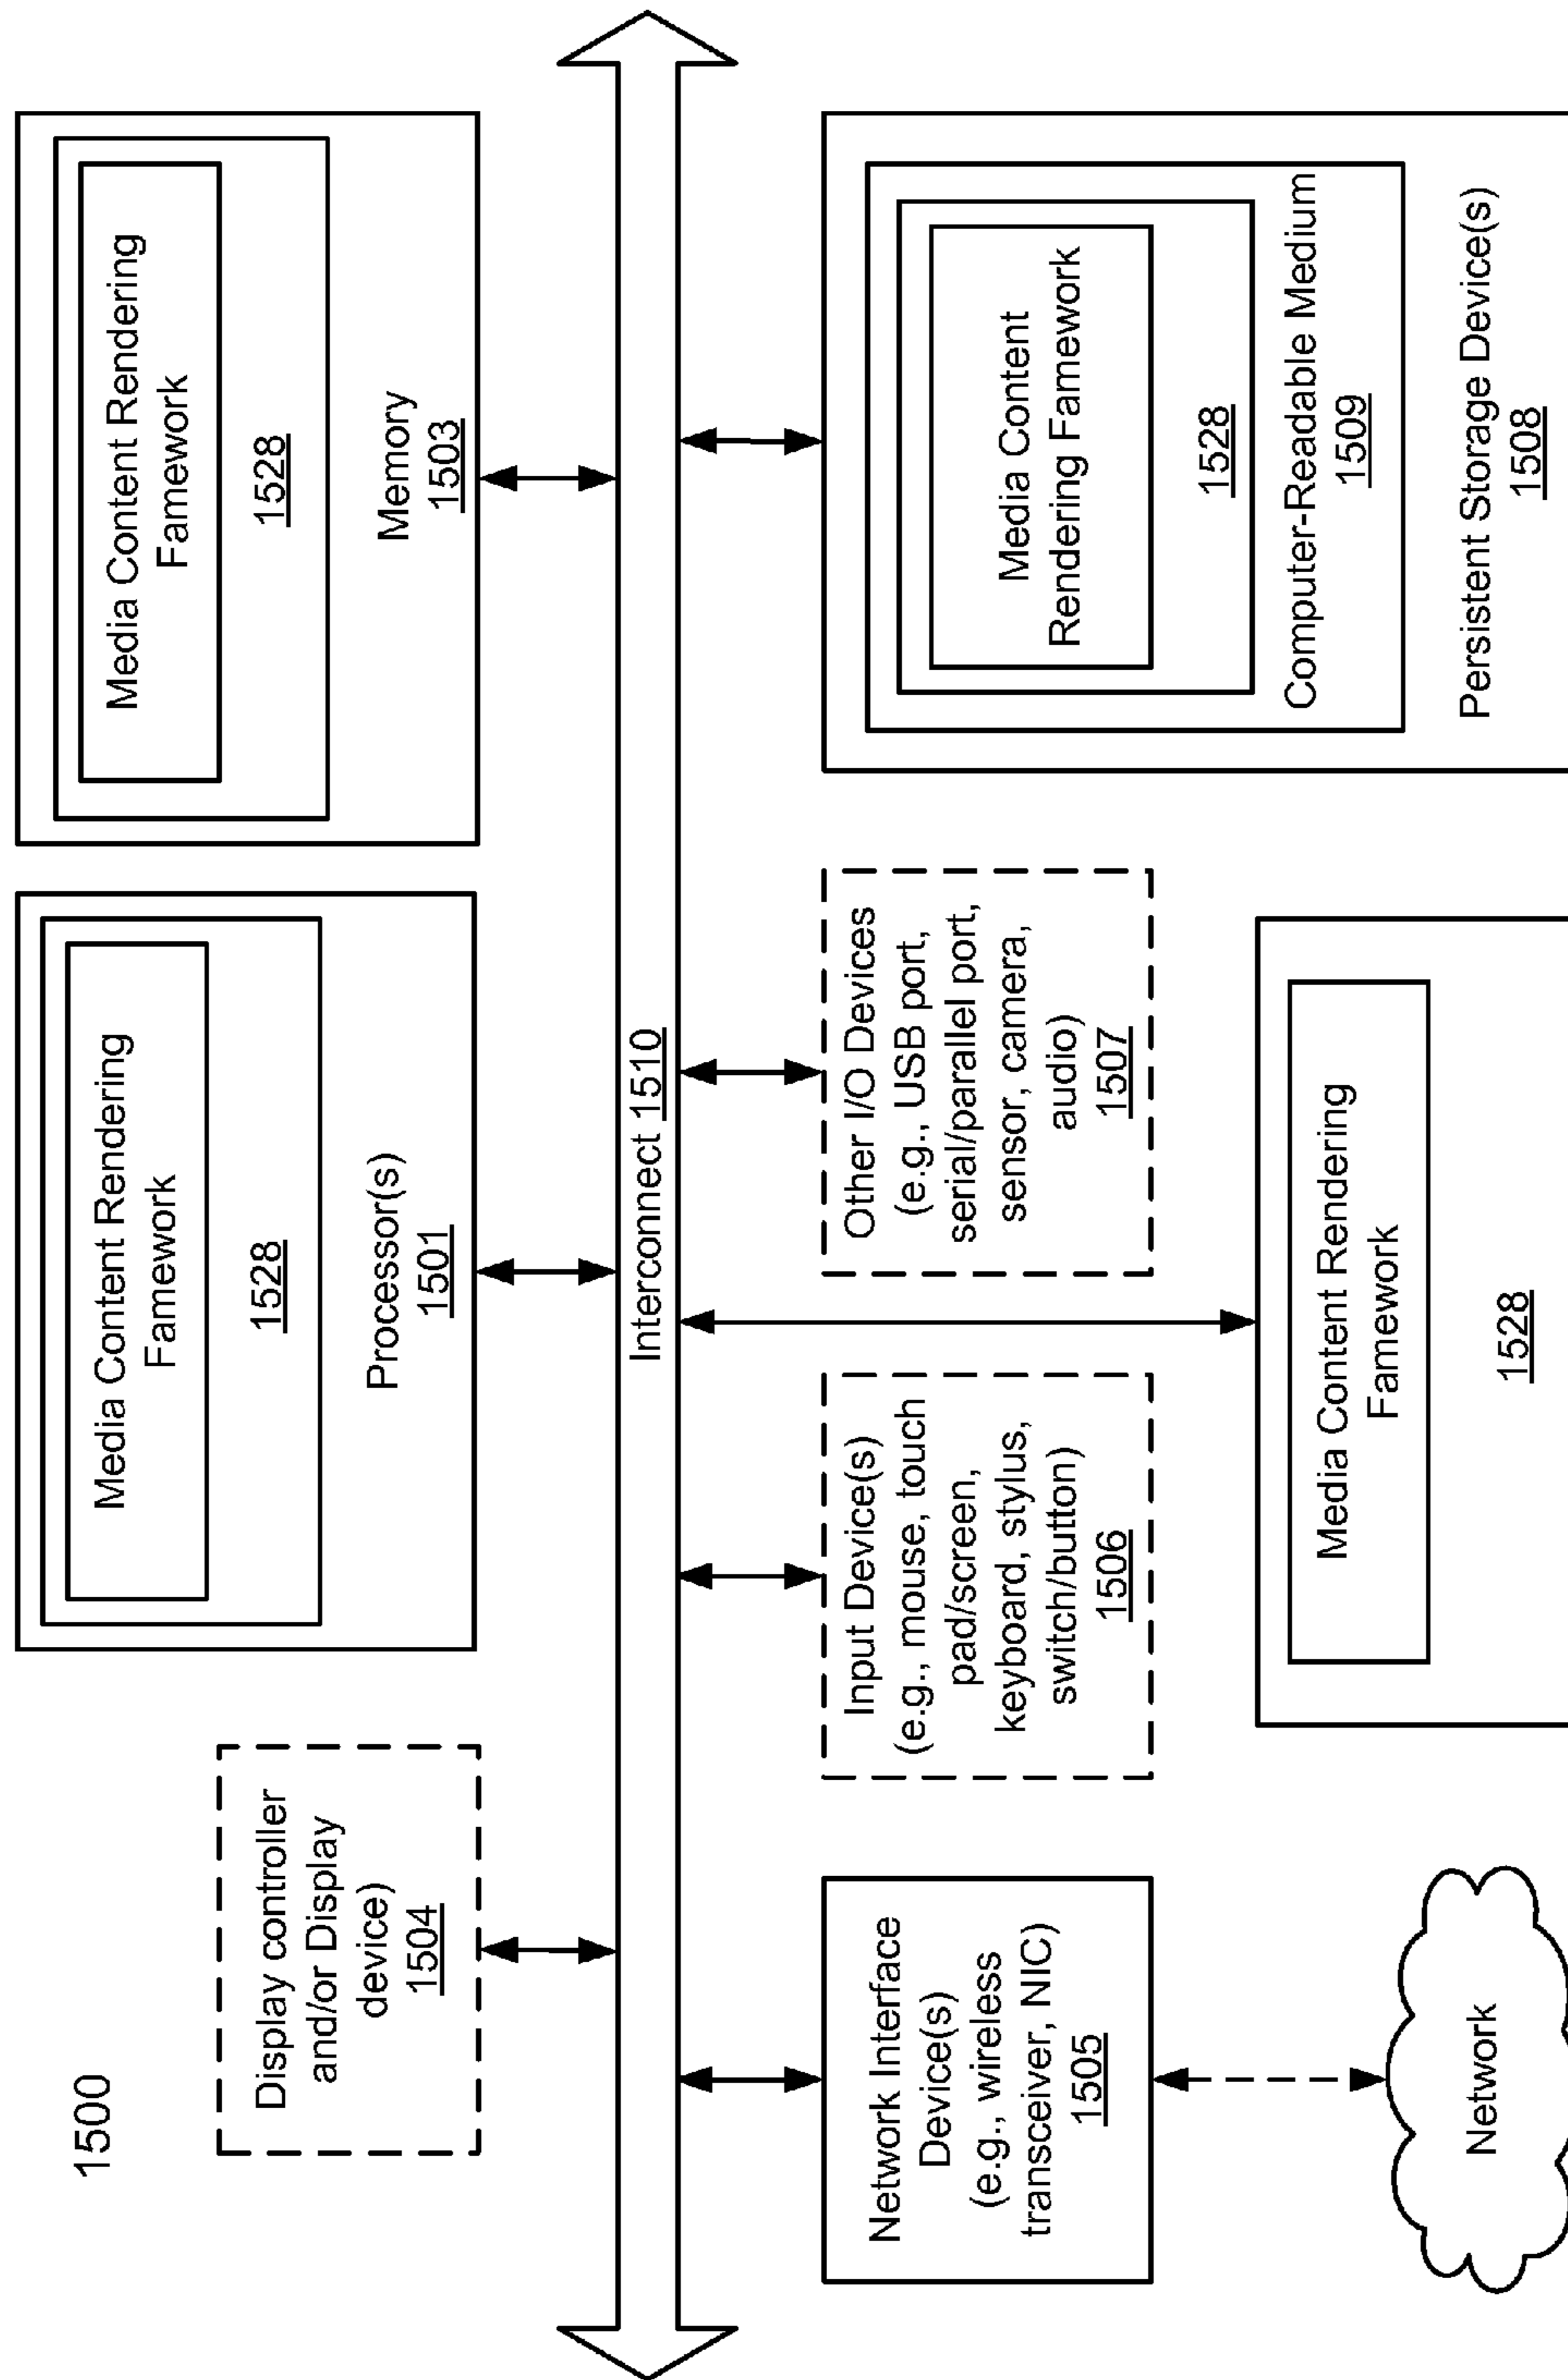 1500
Display controller
and/or Display
device)
1504
Media Content Rendering
Famework
1528
Processor(s)
1501
Media Content Rendering
Famework
1528
Memory
1503
Interconnect 1510
Network Interface
Device(s)
(e.g., wireless
transceiver, NIC)
1505
Input Device(s)
(e.g., mouse, touch
pad/screen,
keyboard, stylus,
switch/button)
1506
Other I/O Devices
(e.g., USB port,
serial/parallel port,
sensor, camera,
audio)
1507
Media Content
Rendering Famework
1528
Computer-Readable Medium
1509
Persistent Storage Device(s)
1508
Network
Media Content Rendering
Famework
1528